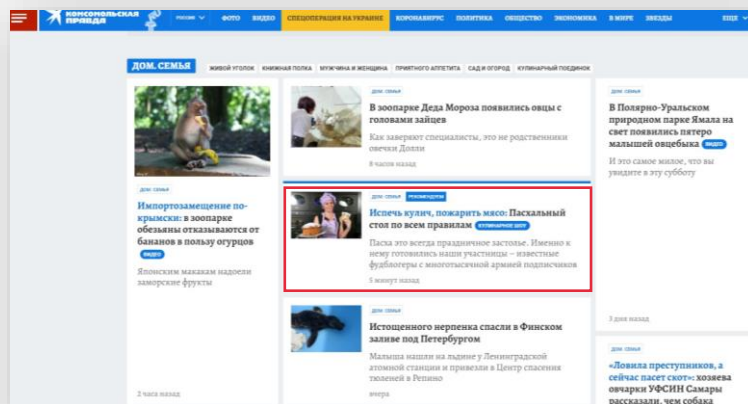 КОМСОМОЛЬСКАЯ
ПРАВДА
РОССИЯ
ФОТО
ВИДЕО
СПЕЦОПЕРАЦИЯ НА УКРАИНЕ
КОРОНАВИРУС
ПОЛИТИКА
ОБЩЕСТВО
ЭКОНОМИКА
В МИРЕ
ЗВЕЗДЫ
ЕЩЕ
ДОМ. СЕМЬЯ
ЖИВОЙ УГОЛОК
КНИЖНАЯ ПОЛКА
МУЖЧИНА И ЖЕНЩИНА
ПРИЯТНОГО АППЕТИТА
САД И ОГОРОД
КУЛИНАРНЫЙ ПОЕДИНОК
ДОМ. СЕМЬЯ
Импортозамещение по-
крымски: в зоопарке
обезьяны отказываются от
бананов в пользу огурцов
ВИДЕО
Японским макакам надоели
заморские фрукты
2 часа назад
ДОМ. СЕМЬЯ
В зоопарке Деда Мороза появились овцы с
головами зайцев
Как заверяют специалисты, это не родственники
овечки Долли
8 часов назад
ДОМ. СЕМЬЯ
РЕКОМЕНДУЕМ
Испечь кулич, пожарить мясо: Пасхальный
стол по всем правилам КУЛИНАРНОЕ ШОУ
Пасха это всегда праздничное застолье. Именно к
нему готовились наши участницы – известные
фудблогеры с многотысячной армией подписчиков
5 минут назад
ДОМ. СЕМЬЯ
Истощенного нерпенка спасли в Финском
заливе под Петербургом
Малыша нашли на льдине у Ленинградской
атомной станции и привезли в Центр спасения
тюленей в Репино
вчера
ДОМ. СЕМЬЯ
В Полярно-Уральском
природном парке Ямала на
свет появились пятеро
малышей овцебыка ВИДЕО
И это самое милое, что вы
увидите в эту субботу
3 дня назад
ДОМ. СЕМЬЯ
«Ловила преступников, а
сейчас пасет скот»: хозяева
овчарки УФСИН Самары
рассказали, чем собака